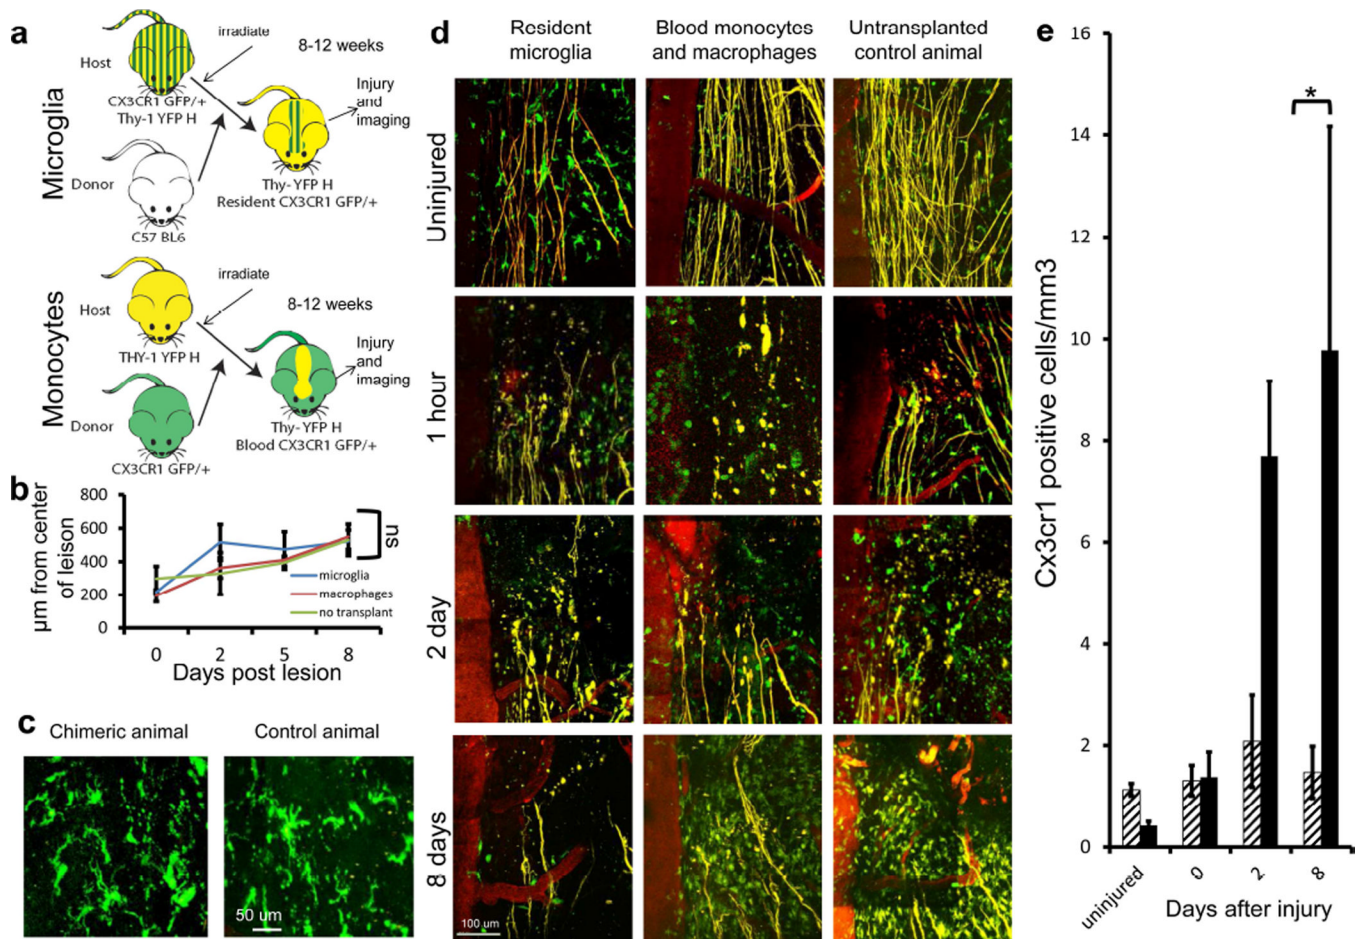 a
Microglia
irradiate
8-12 weeks
Host
CX3CR1 GFP/+
Thy-1 YFP H
Injury
and
imaging
Donor
Thy- YFP H
Resident CX3CR1 GFP/+
C57 BL6
Monocytes
irradiate
8-12 weeks
Host
THY-1 YFP H
Injury
and
imaging
Donor
Thy- YFP H
Blood CX3CR1 GFP/+
CX3CR1 GFP/+
b
µm from center
of leison
800
600
400
200
0
ns
microglia
macrophages
no transplant
0 2 5 8
Days post lesion
c
Chimeric animal
Control animal
50 um
d
Resident
microglia
Blood monocytes
and macrophages
Untransplanted
control animal
Uninjured
1 hour
2 day
8 days
100 um
e
Cx3cr1 positive cells/mm3
16
14
12
10
8
6
4
2
0
*
uninjured 0 2 8
Days after injury